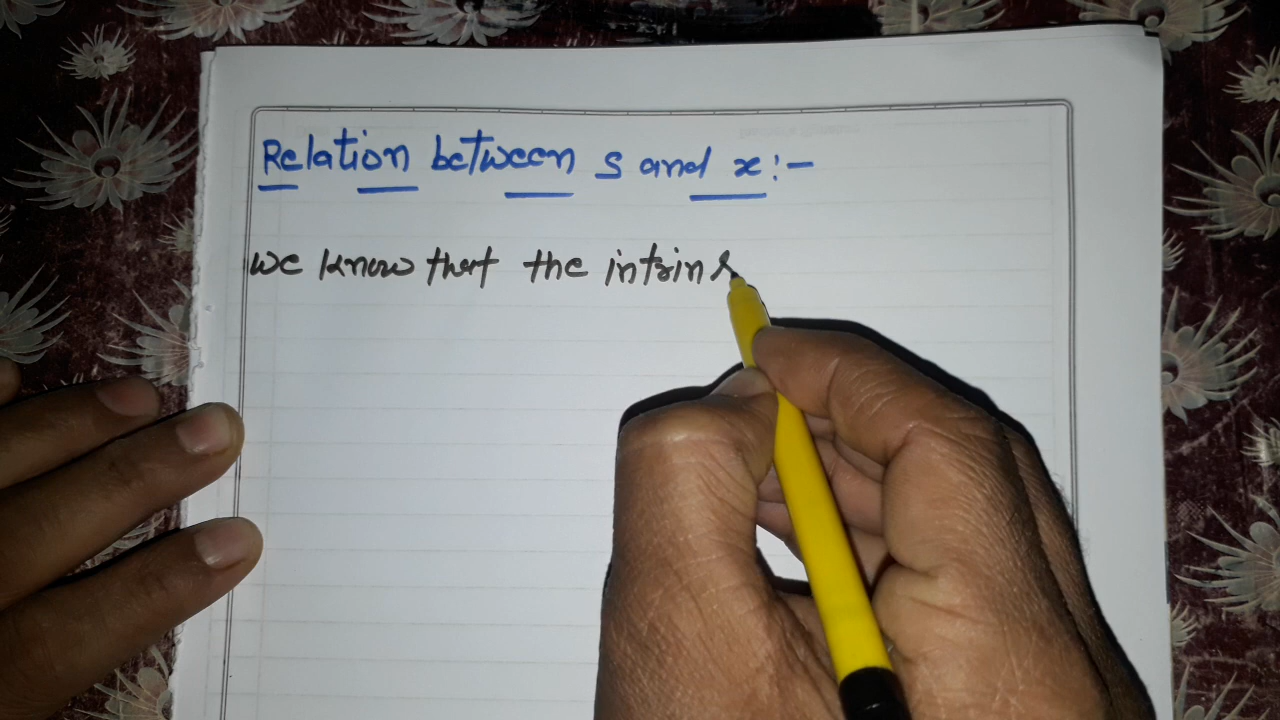 Relation between s and x:-
We know that the intrins